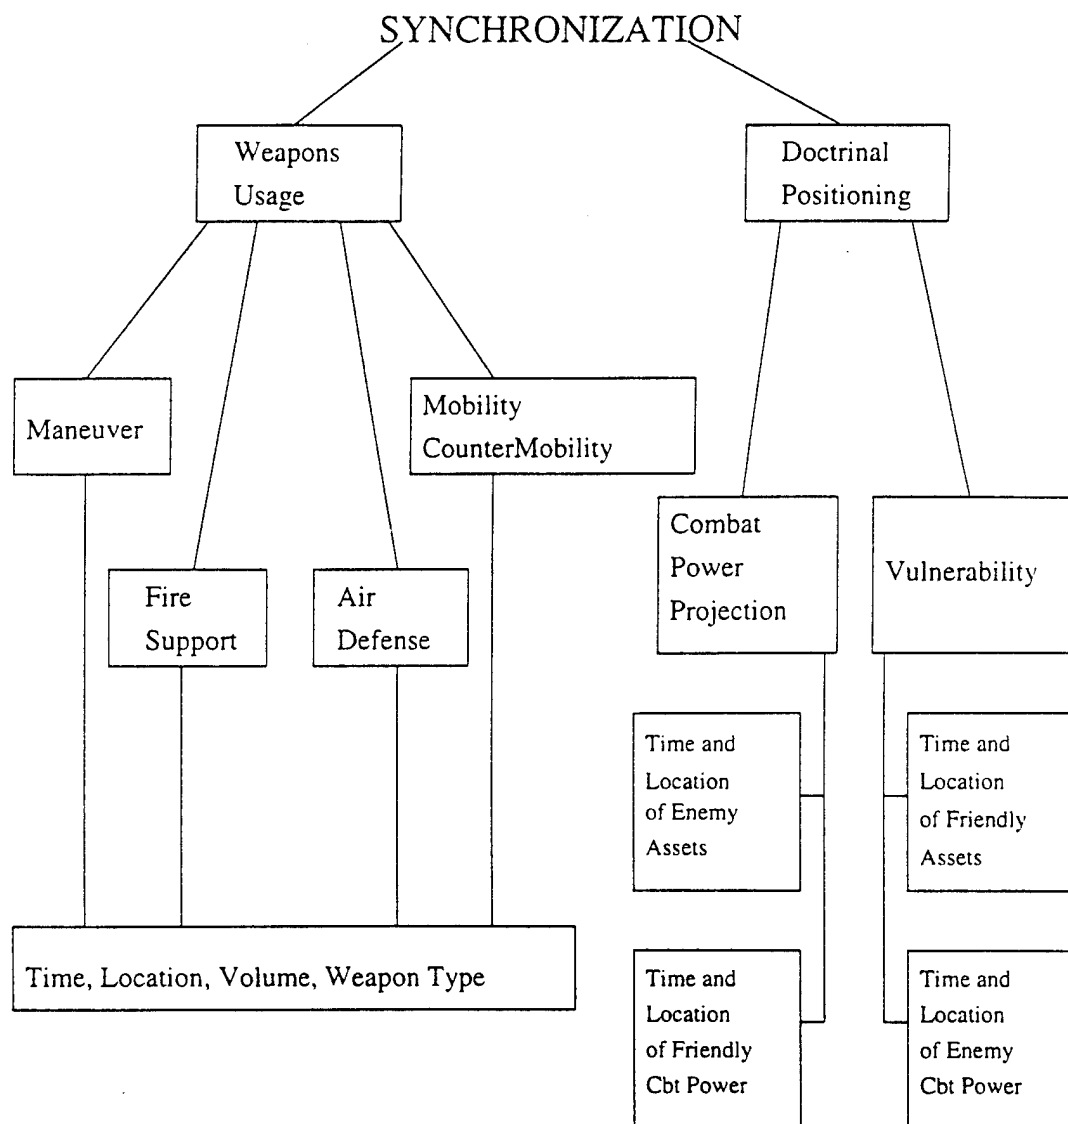 SYNCHRONIZATION
Weapons
Usage
Doctrinal
Positioning
Maneuver
Mobility
CounterMobility
Combat
Power
Projection
Vulnerability
Fire
Support
Air
Defense
Time and
Location
of Enemy
Assets
Time and
Location
of Friendly
Assets
Time, Location, Volume, Weapon Type
Time and
Location
of Friendly
Cbt Power
Time and
Location
of Enemy
Cbt Power